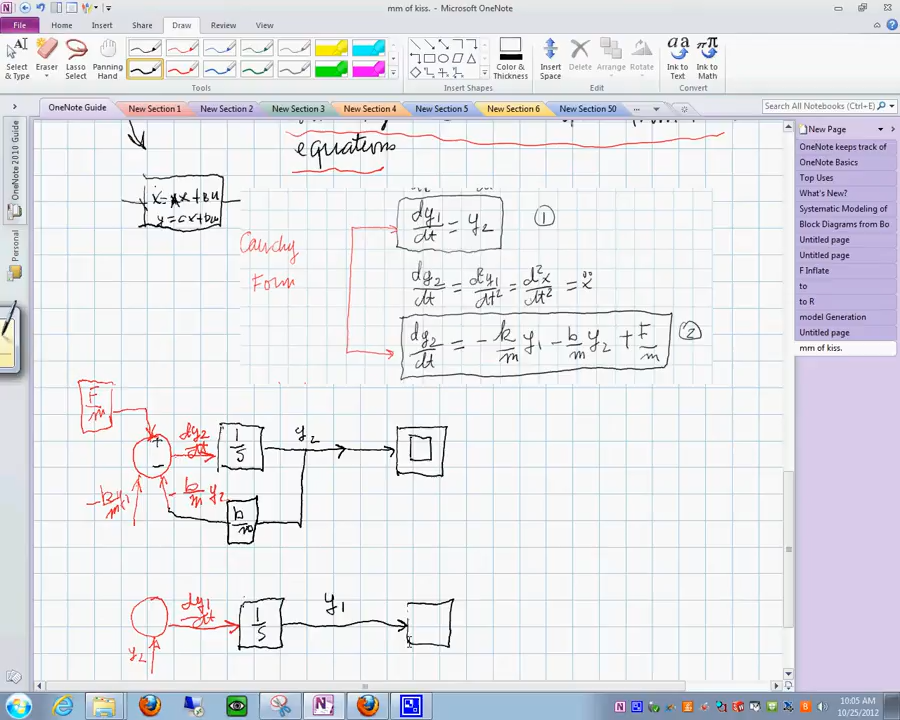 mm of kiss. - Microsoft OneNote
File Home Insert Share Draw Review View
Select & Type
Eraser
Lasso Select
Panning Hand
Color & Thickness
Insert Space
Delete
Arrange
Rotate
Ink to Text
Ink to Math
Tools
Insert Shapes
Edit
Convert
OneNote Guide New Section 1 New Section 2 New Section 3 New Section 4 New Section 5 New Section 6 New Section 50 ...
Search All Notebooks (Ctrl+E)
New Page
OneNote keeps track of
OneNote Basics
Top Uses
What's New?
Systematic Modeling of
Block Diagrams from Bo
Untitled page
Untitled page
F Inflate
to
to R
model Generation
Untitled page
mm of kiss.
OneNote 2010 Guide
Personal
equations
ẋ = Ax + Bu
y = cx + Du
Cauchy
Form
dy1/dt = y2 ①
dy2/dt = d²y1/dt² = d²x/dt² = ẍ
dy2/dt = - k/m y1 - b/m y2 + F/m ②
F/m
+
-
dy2/dt
1/s
y2
- b/m y1
- b/m y2
b/m
dy1/dt
1/s
y1
y2
10:05 AM
10/25/2012